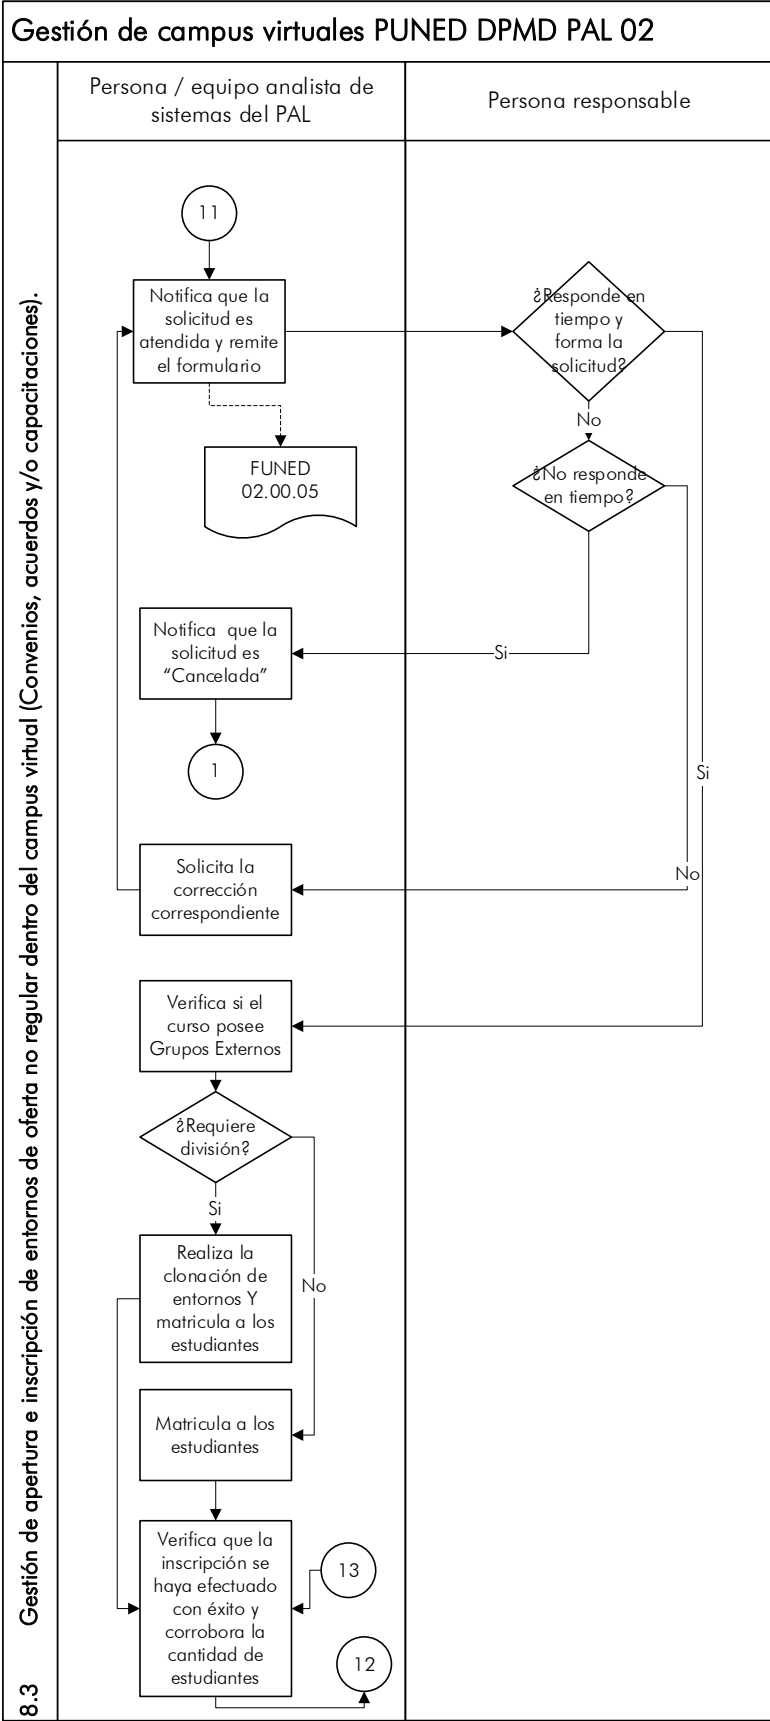 Gestión de campus virtuales PUNED DPMD PAL 02
8.3 Gestión de apertura e inscripción de entornos de oferta no regular dentro del campus virtual (Convenios, acuerdos y/o capacitaciones).
Persona / equipo analista de
sistemas del PAL
Persona responsable
11
Notifica que la
solicitud es
atendida y remite
el formulario
¿Responde en
tiempo y
forma la
solicitud?
No
FUNED
02.00.05
¿No responde
en tiempo?
Notifica que la
solicitud es
“Cancelada”
Si
1
Si
Solicita la
corrección
correspondiente
No
Verifica si el
curso posee
Grupos Externos
¿Requiere
división?
Si
Realiza la
clonación de
entornos Y
matricula a los
estudiantes
No
Matricula a los
estudiantes
Verifica que la
inscripción se
haya efectuado
con éxito y
corrobora la
cantidad de
estudiantes
13
12